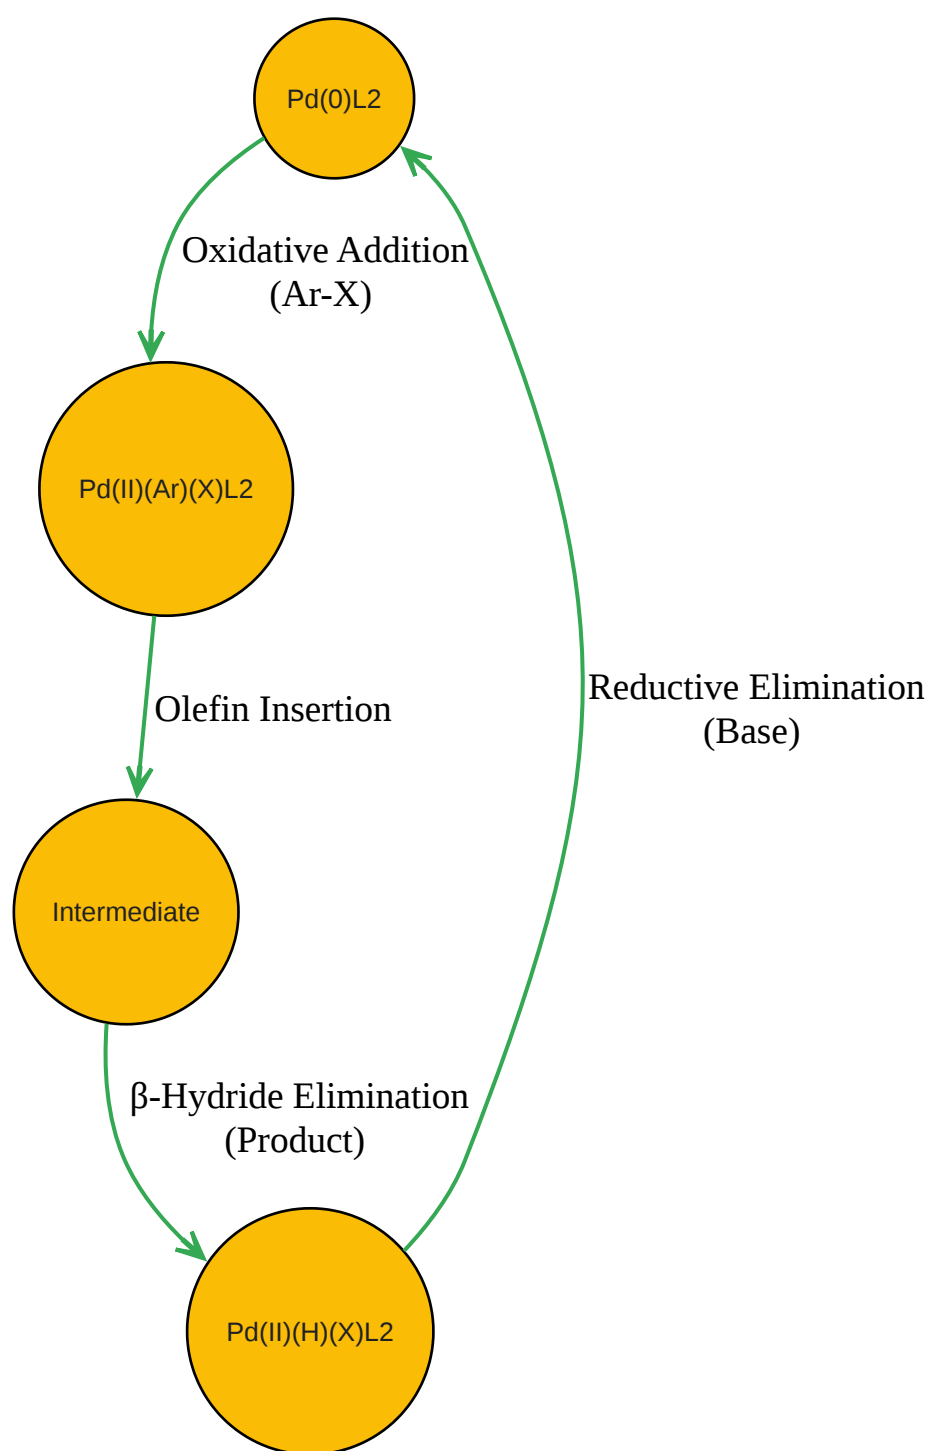 Pd(0)L2
Oxidative Addition
(Ar-X)
Pd(II)(Ar)(X)L2
Olefin Insertion
Reductive Elimination
(Base)
Intermediate
β-Hydride Elimination
(Product)
Pd(II)(H)(X)L2